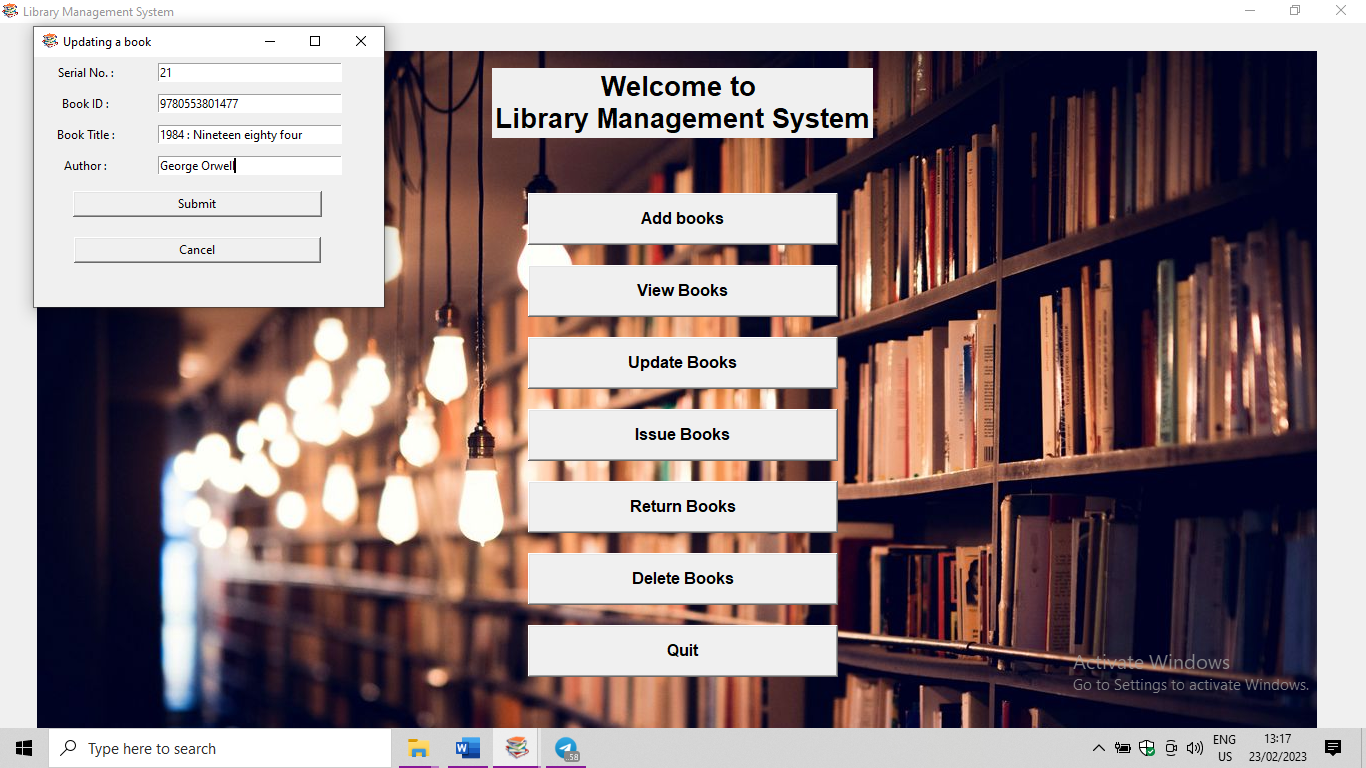 Library Management System
Updating a book
Serial No. :
21
Book ID :
9780553801477
Book Title :
1984 : Nineteen eighty four
Author :
George Orwell
Submit
Cancel
Welcome to
Library Management System
Add books
View Books
Update Books
Issue Books
Return Books
Delete Books
Quit
Activate Windows
Go to Settings to activate Windows.
Type here to search
W
58
ENG
US
13:17
23/02/2023